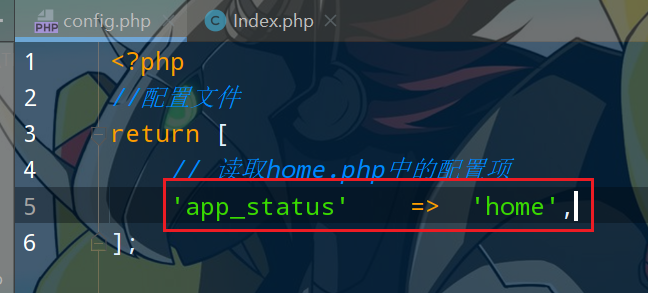 PHP config.php × C Index.php ×
1 <?php
2 //配置文件
3 return [
4 // 读取home.php中的配置项
5 'app_status' => 'home',
6 ];